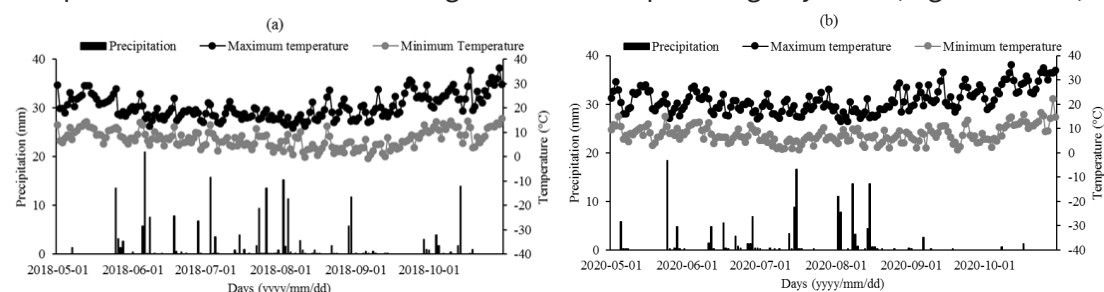 (a)
Precipitation Maximum temperature Minimum Temperature
Precipitation (mm)
40
30
20
10
0
40
30
20
10
0
-10
-20
-30
-40
Temperature (°C)
2018-05-01 2018-06-01 2018-07-01 2018-08-01 2018-09-01 2018-10-01
Days (yyyy/mm/dd)
(b)
Precipitation Maximum temperature Minimum temperature
Precipitation (mm)
40
30
20
10
0
40
30
20
10
0
-10
-20
-30
-40
Temperature (°C)
2020-05-01 2020-06-01 2020-07-01 2020-08-01 2020-09-01 2020-10-01
Days (yyyy/mm/dd)